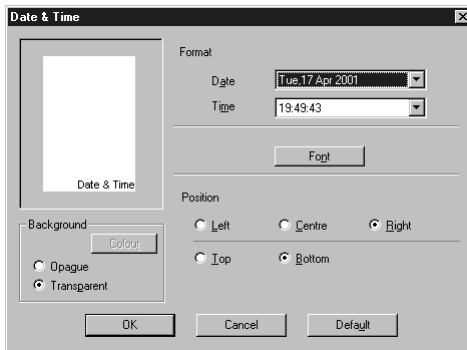 Date & Time
Format
Date Tue,17 Apr 2001
Time 19:49:43
Font
Date & Time
Position
Background
Colour
Left Centre Right
Opaque
Top Bottom
Transparent
OK Cancel Default